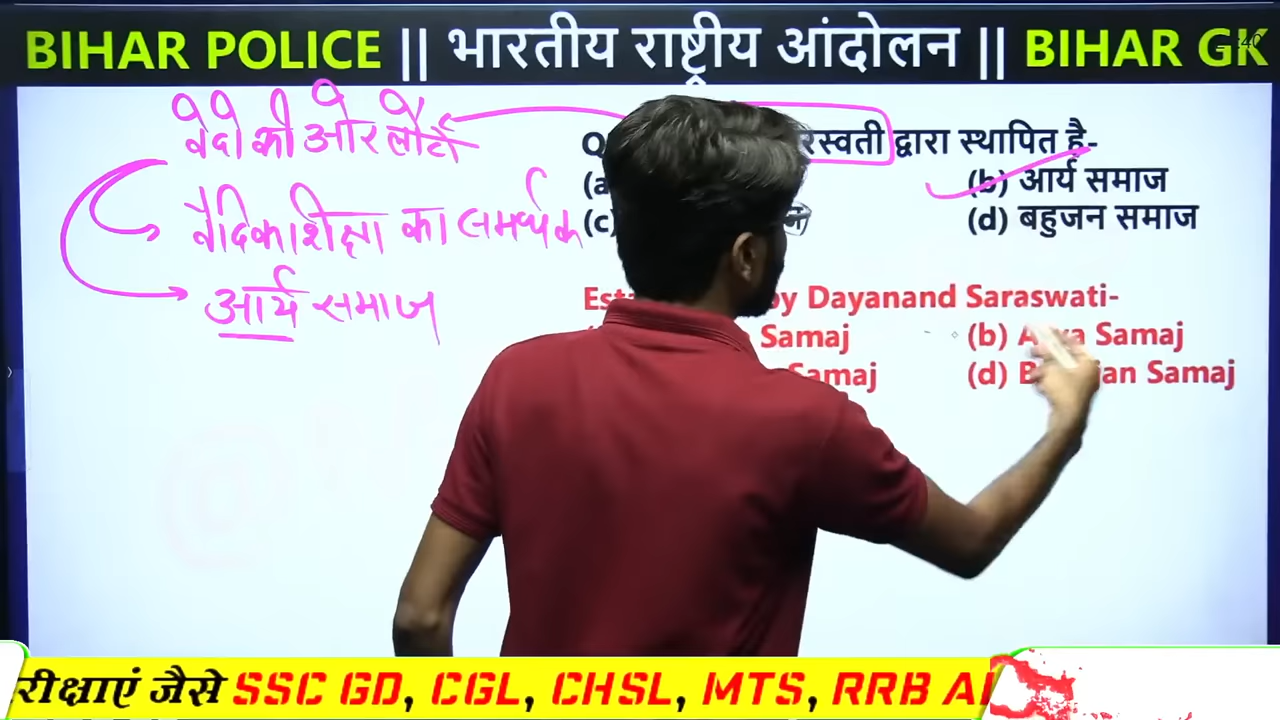 BIHAR POLICE || भारतीय राष्ट्रीय आंदोलन || BIHAR GK
वेदो की ओर लौटो
रस्वती द्वारा स्थापित है-
(b) आर्य समाज
वैदिक शिक्षा का समर्थक
(d) बहुजन समाज
आर्य समाज
by Dayanand Saraswati-
Samaj (b) Samaj
Samaj (d) Samaj
रीक्षाएं जैसे SSC GD, CGL, CHSL, MTS, RRB